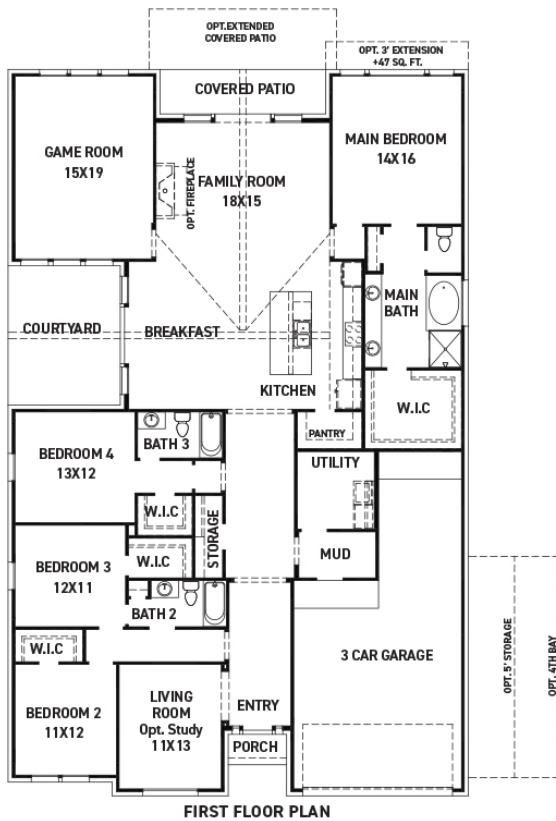 OPT.EXTENDED
COVERED PATIO
OPT. 3' EXTENSION
+47 SQ. FT.
COVERED PATIO
GAME ROOM
15X19
OPT. FIREPLACE
FAMILY ROOM
18X15
MAIN BEDROOM
14X16
MAIN
BATH
COURTYARD
BREAKFAST
KITCHEN
W.I.C
PANTRY
BEDROOM 4
13X12
BATH 3
UTILITY
W.I.C
STORAGE
MUD
BEDROOM 3
12X11
W.I.C
BATH 2
W.I.C
3 CAR GARAGE
OPT. 5' STORAGE
OPT. 4TH BAY
BEDROOM 2
11X12
LIVING
ROOM
Opt. Study
11X13
ENTRY
PORCH
FIRST FLOOR PLAN